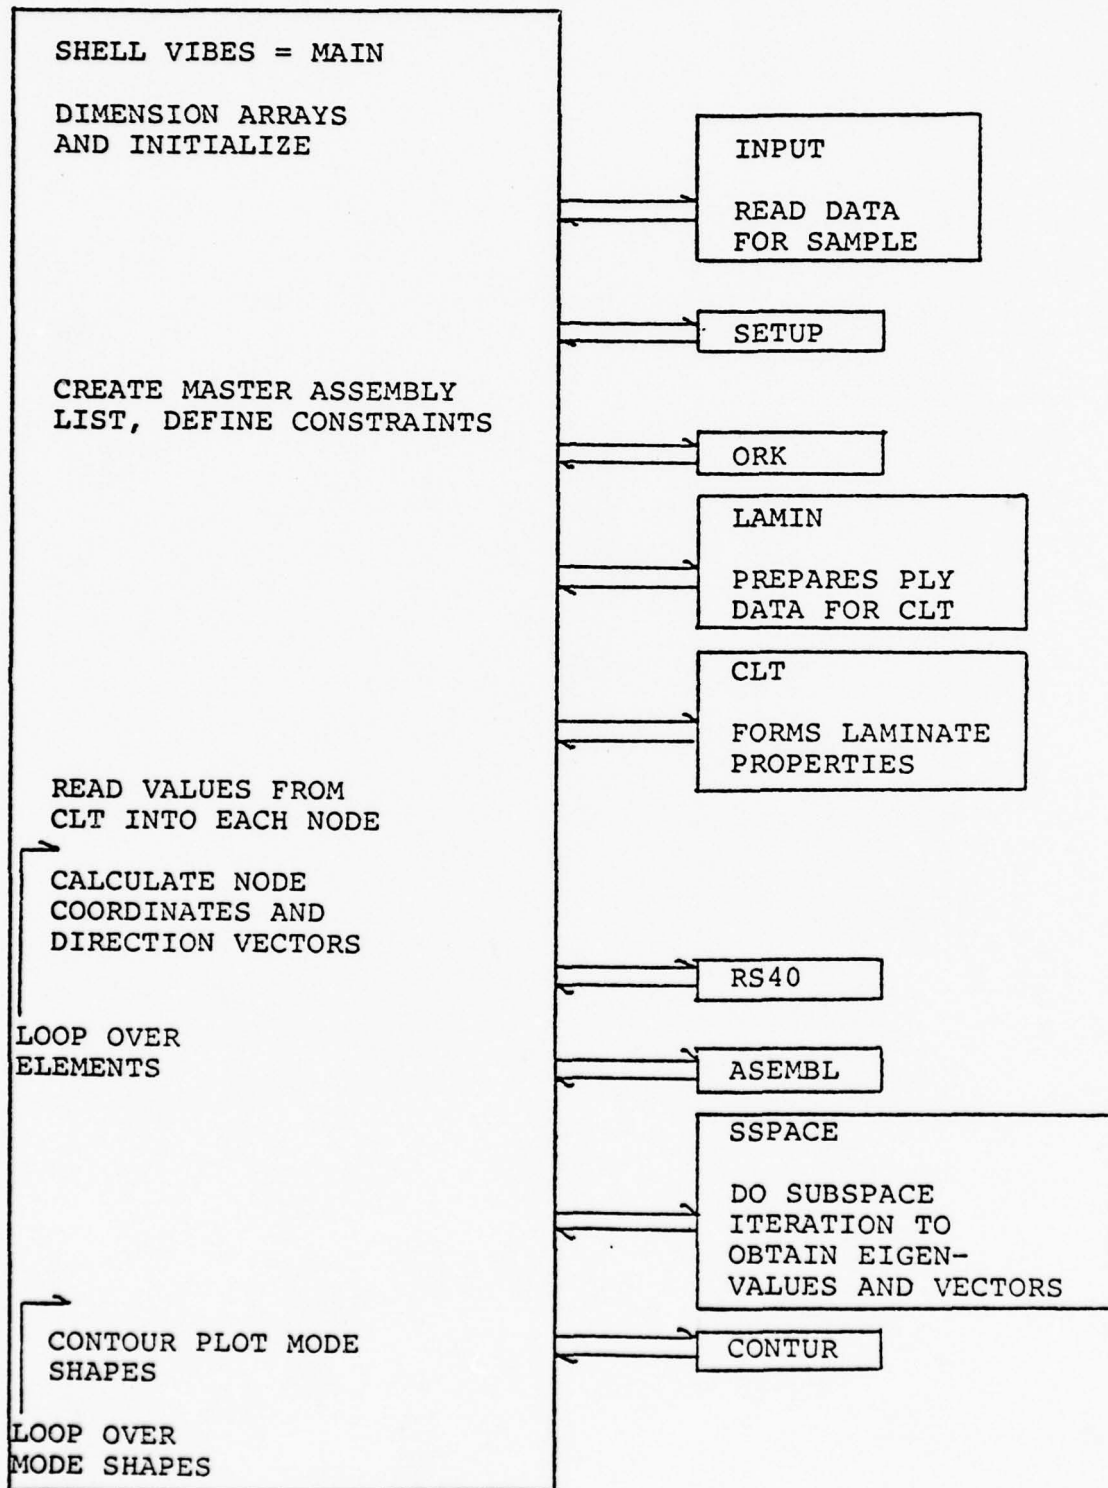 SHELL VIBES = MAIN
DIMENSION ARRAYS
AND INITIALIZE
INPUT
READ DATA
FOR SAMPLE
SETUP
CREATE MASTER ASSEMBLY
LIST, DEFINE CONSTRAINTS
ORK
LAMIN
PREPARES PLY
DATA FOR CLT
CLT
FORMS LAMINATE
PROPERTIES
READ VALUES FROM
CLT INTO EACH NODE
CALCULATE NODE
COORDINATES AND
DIRECTION VECTORS
RS40
LOOP OVER
ELEMENTS
ASEMBL
SSPACE
DO SUBSPACE
ITERATION TO
OBTAIN EIGEN-
VALUES AND VECTORS
CONTOUR PLOT MODE
SHAPES
CONTUR
LOOP OVER
MODE SHAPES